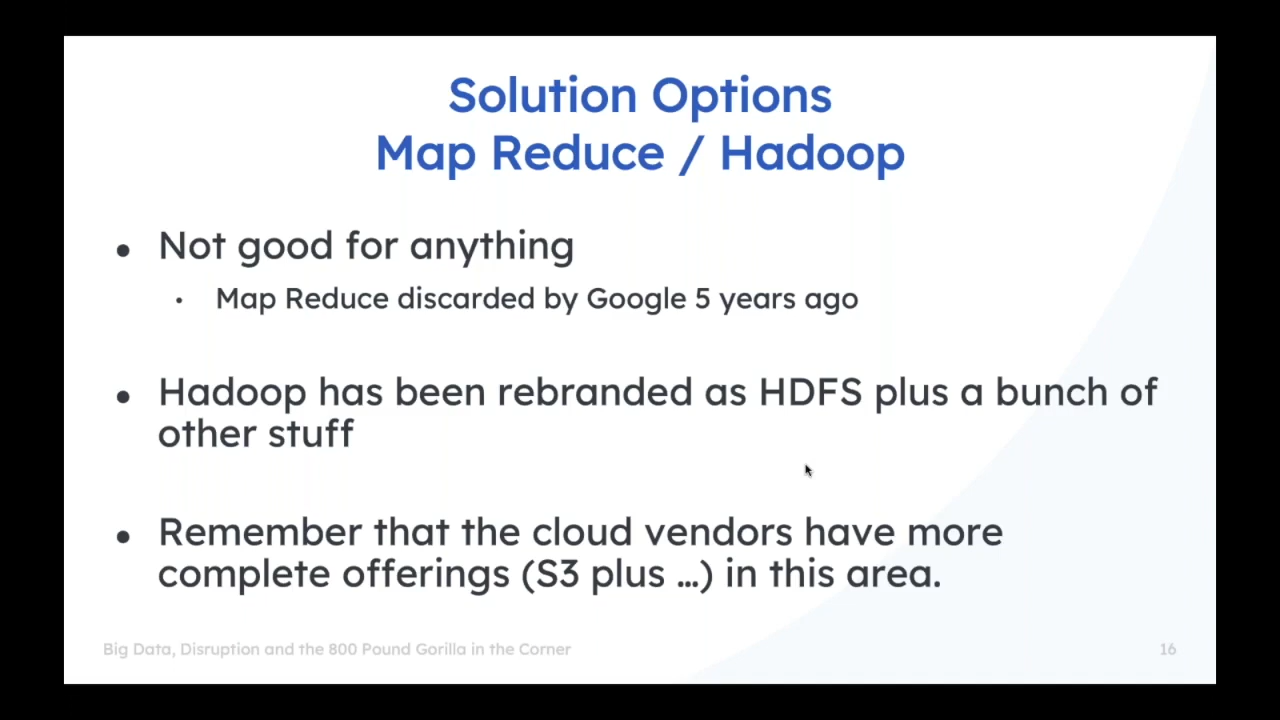 Solution Options
Map Reduce / Hadoop
● Not good for anything
• Map Reduce discarded by Google 5 years ago
● Hadoop has been rebranded as HDFS plus a bunch of
other stuff
● Remember that the cloud vendors have more
complete offerings (S3 plus …) in this area.
Big Data, Disruption and the 800 Pound Gorilla in the Corner
16